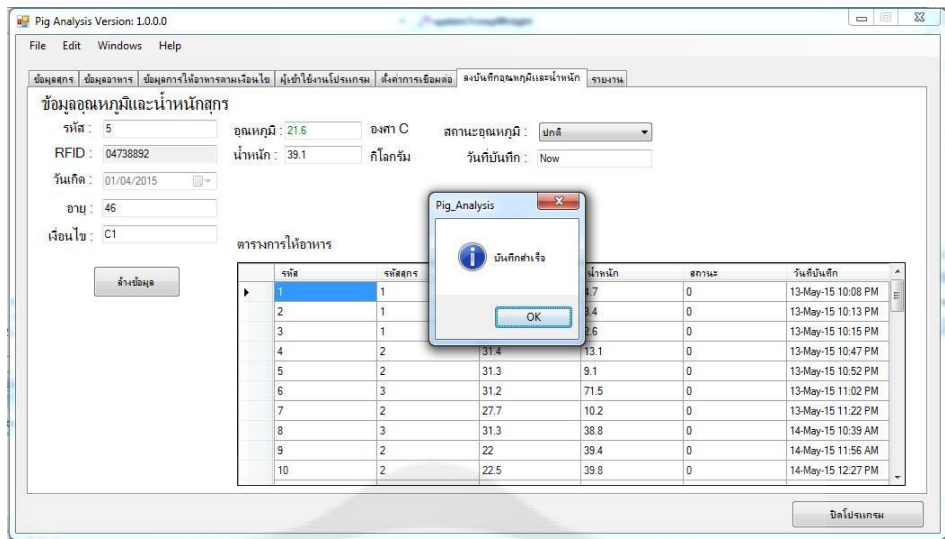 Pig Analysis Version: 1.0.0.0
File Edit Windows Help
ข้อมูลสุกร ข้อมูลอาหาร ข้อมูลการให้อาหารตามเงือนไข ผู้เข้าใช้งานโปรแกรม ตั้งค่าการเชือมต่อ ลงบันทึกอุณหภูมิและน้ำหนัก รายงาน
ข้อมูลอุณหภูมิและน้ำหนักสุกร
รหัส : 5 อุณหภูมิ : 21.6 องศา C สถานะอุณหภูมิ : ปกติ
RFID : 04738892 น้ำหนัก : 39.1 กิโลกรัม วันที่บันทึก : Now
วันเกิด : 01/04/2015
อายุ : 46
เงื่อนไข : C1
ล้างข้อมูล
ตารางการให้อาหาร
Pig_Analysis
บันทึกสำเร็จ
OK
รหัส รหัสสุกร น้ำหนัก สถานะ วันที่บันทึก
1 1 4.7 0 13-May-15 10:08 PM
2 1 3.4 0 13-May-15 10:13 PM
3 1 2.6 0 13-May-15 10:15 PM
4 2 31.4 13.1 0 13-May-15 10:47 PM
5 2 31.3 9.1 0 13-May-15 10:52 PM
6 3 31.2 71.5 0 13-May-15 11:02 PM
7 2 27.7 10.2 0 13-May-15 11:22 PM
8 3 31.3 38.8 0 14-May-15 10:39 AM
9 2 22 39.4 0 14-May-15 11:56 AM
10 2 22.5 39.8 0 14-May-15 12:27 PM
ปิดโปรแกรม